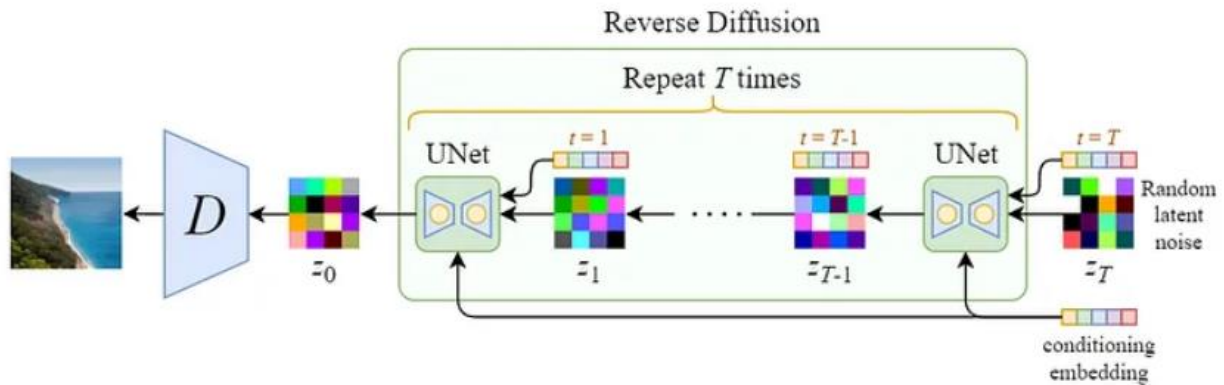 Reverse Diffusion
Repeat T times
UNet
t = 1
t = T-1
UNet
t = T
D
Random
latent
noise
z0
z1
zT-1
zT
conditioning
embedding